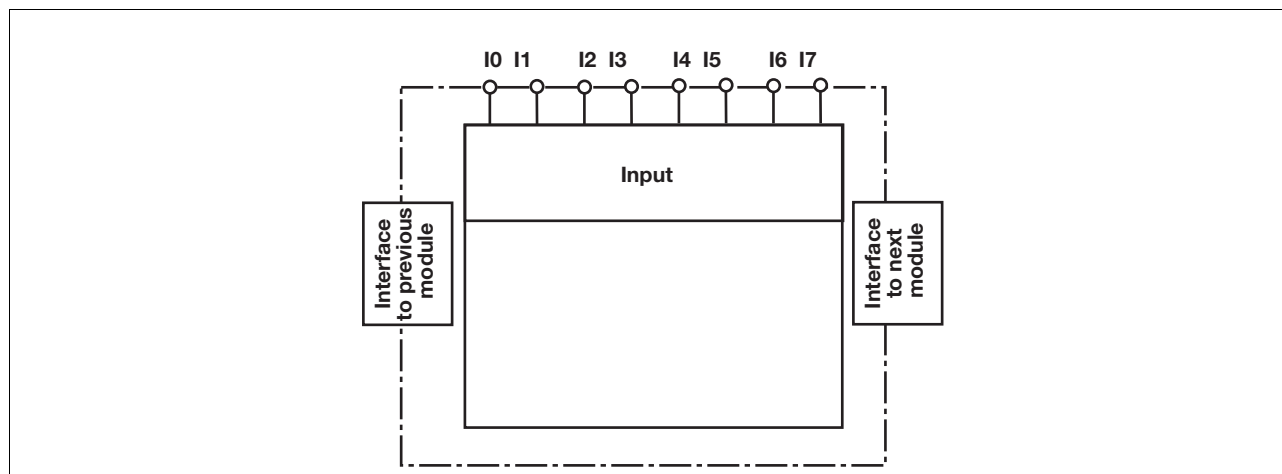 I0 I1 I2 I3 I4 I5 I6 I7
Input
Interface
to previous
module
Interface
to next
module